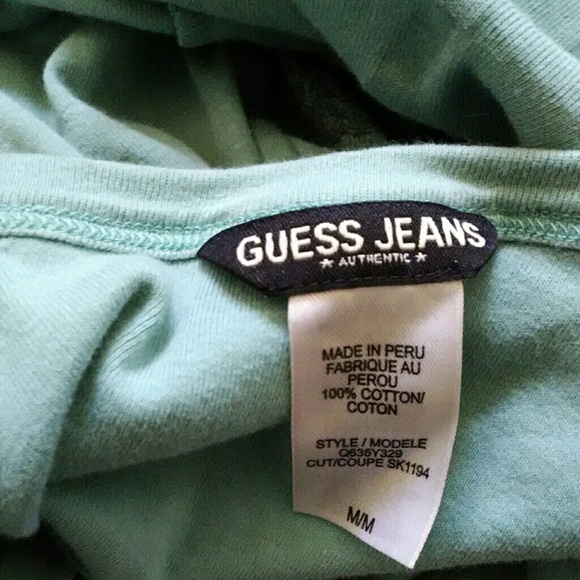 GUESS JEANS
★ AUTHENTIC ★
MADE IN PERU
FABRIQUE AU
PEROU
100% COTTON/
COTON
STYLE / MODELE
Q635Y329
CUT/COUPE SK1194
M/M